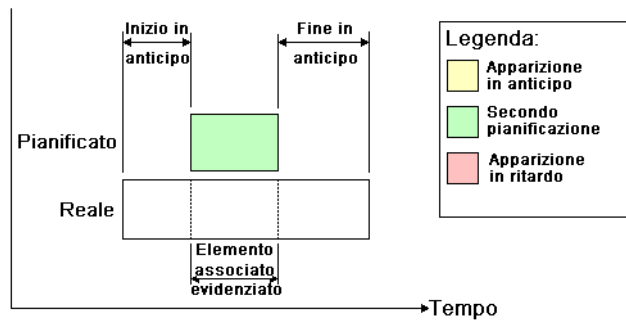 Inizio in
anticipo
Fine in
anticipo
Pianificato
Reale
Elemento
associato
evidenziato
Tempo
Legenda:
Apparizione
in anticipo
Secondo
pianificazione
Apparizione
in ritardo